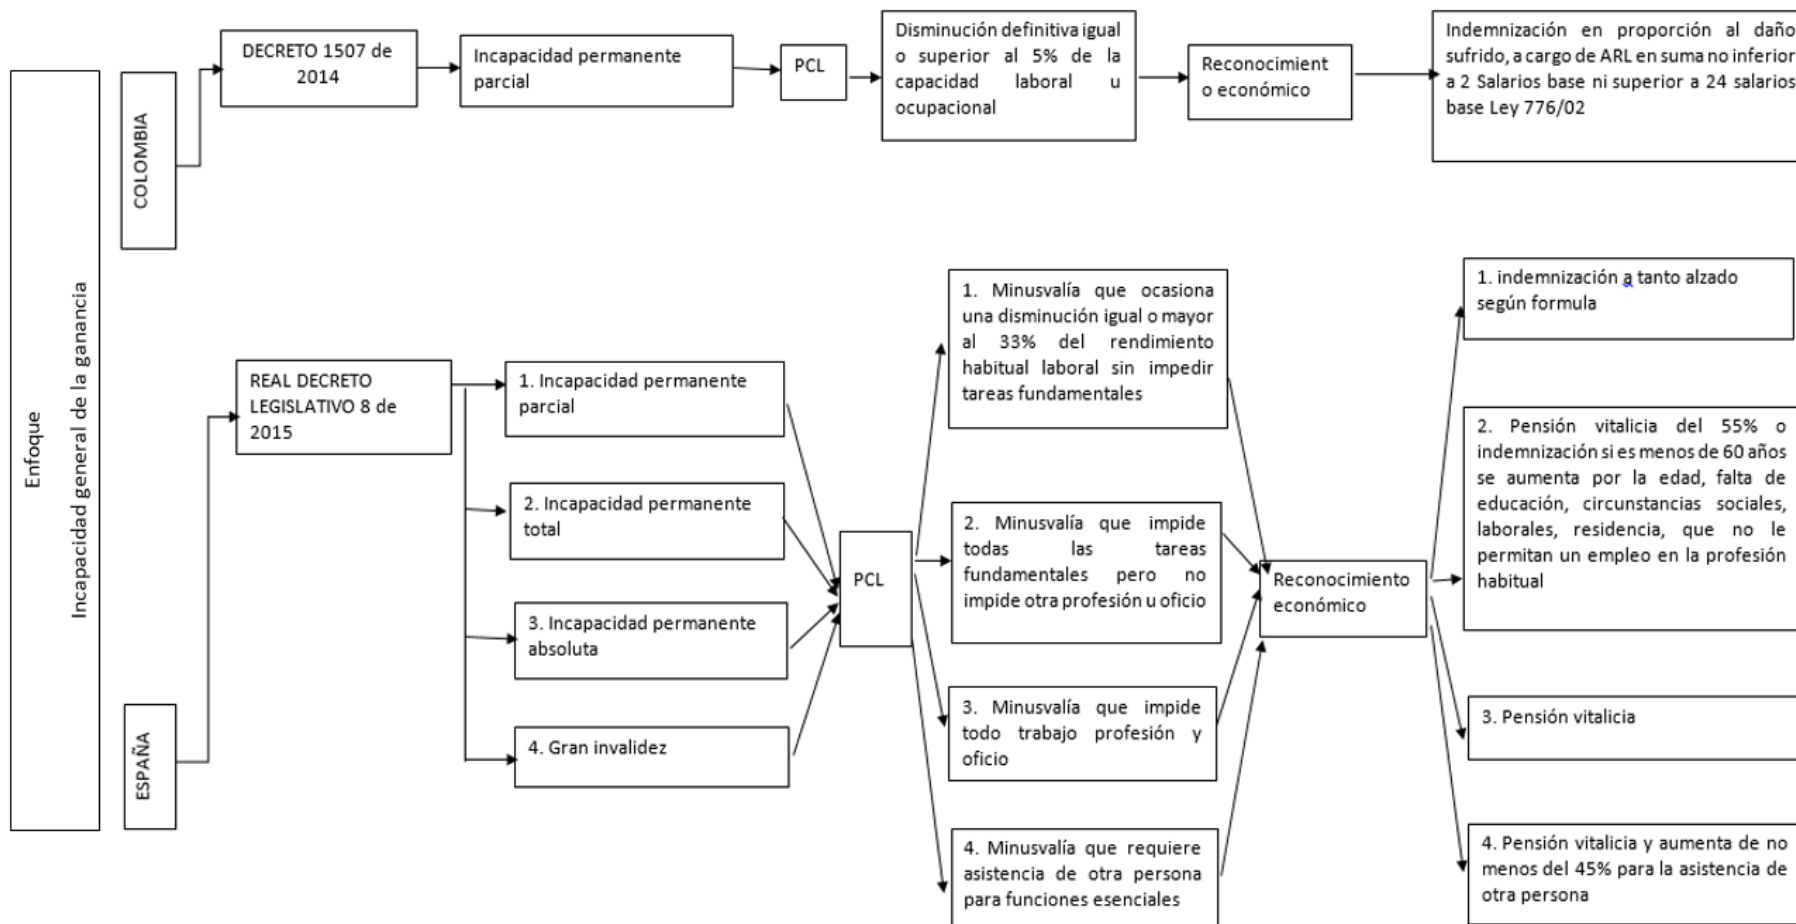 Enfoque
Incapacidad general de la ganancia
COLOMBIA
DECRETO 1507 de
2014
Incapacidad permanente
parcial
PCL
Disminución definitiva igual
o superior al 5% de la
capacidad laboral u
ocupacional
Reconocimient
o económico
Indemnización en proporción al daño
sufrido, a cargo de ARL en suma no inferior
a 2 Salarios base ni superior a 24 salarios
base Ley 776/02
ESPAÑA
REAL DECRETO
LEGISLATIVO 8 de
2015
1. Incapacidad permanente
parcial
2. Incapacidad permanente
total
3. Incapacidad permanente
absoluta
4. Gran invalidez
PCL
1. Minusvalía que ocasiona
una disminución igual o mayor
al 33% del rendimiento
habitual laboral sin impedir
tareas fundamentales
2. Minusvalía que impide
todas las tareas
fundamentales pero no
impide otra profesión u oficio
3. Minusvalía que impide
todo trabajo profesión y
oficio
4. Minusvalía que requiere
asistencia de otra persona
para funciones esenciales
Reconocimiento
económico
1. indemnización a tanto alzado
según formula
2. Pensión vitalicia del 55% o
indemnización si es menos de 60 años
se aumenta por la edad, falta de
educación, circunstancias sociales,
laborales, residencia, que no le
permitan un empleo en la profesión
habitual
3. Pensión vitalicia
4. Pensión vitalicia y aumenta de no
menos del 45% para la asistencia de
otra persona